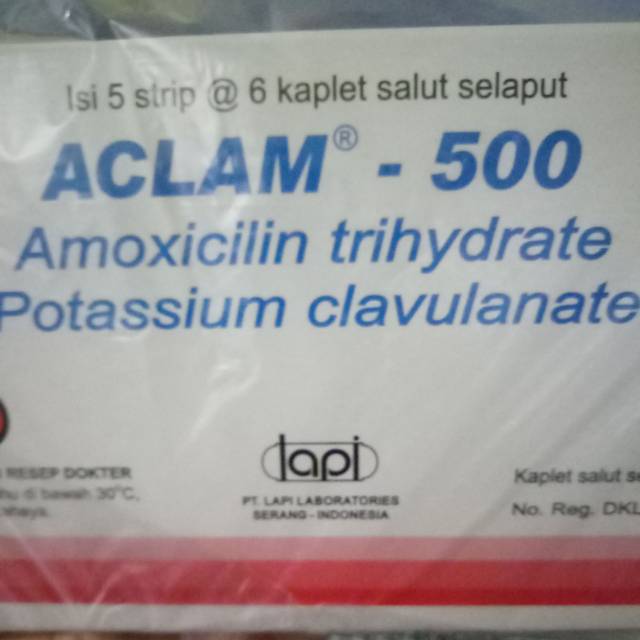 Isi 5 strip @ 6 kaplet salut selaput
ACLAM® - 500
Amoxicilin trihydrate
Potassium clavulanate
RESEP DOKTER
di bawah 30°C,
lapi
PT. LAPI LABORATORIES
SERANG - INDONESIA
Kaplet salut
No. Reg. DKL